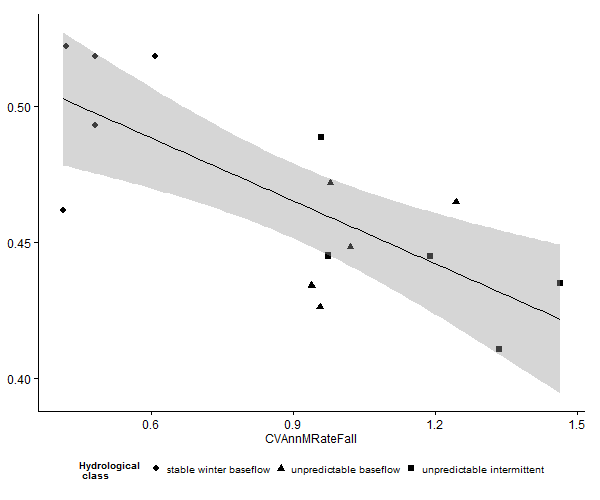 0.50
0.45
0.40
0.6 0.9 1.2 1.5
CVAnnMRateFall
Hydrological
class
stable winter baseflow unpredictable baseflow unpredictable intermittent